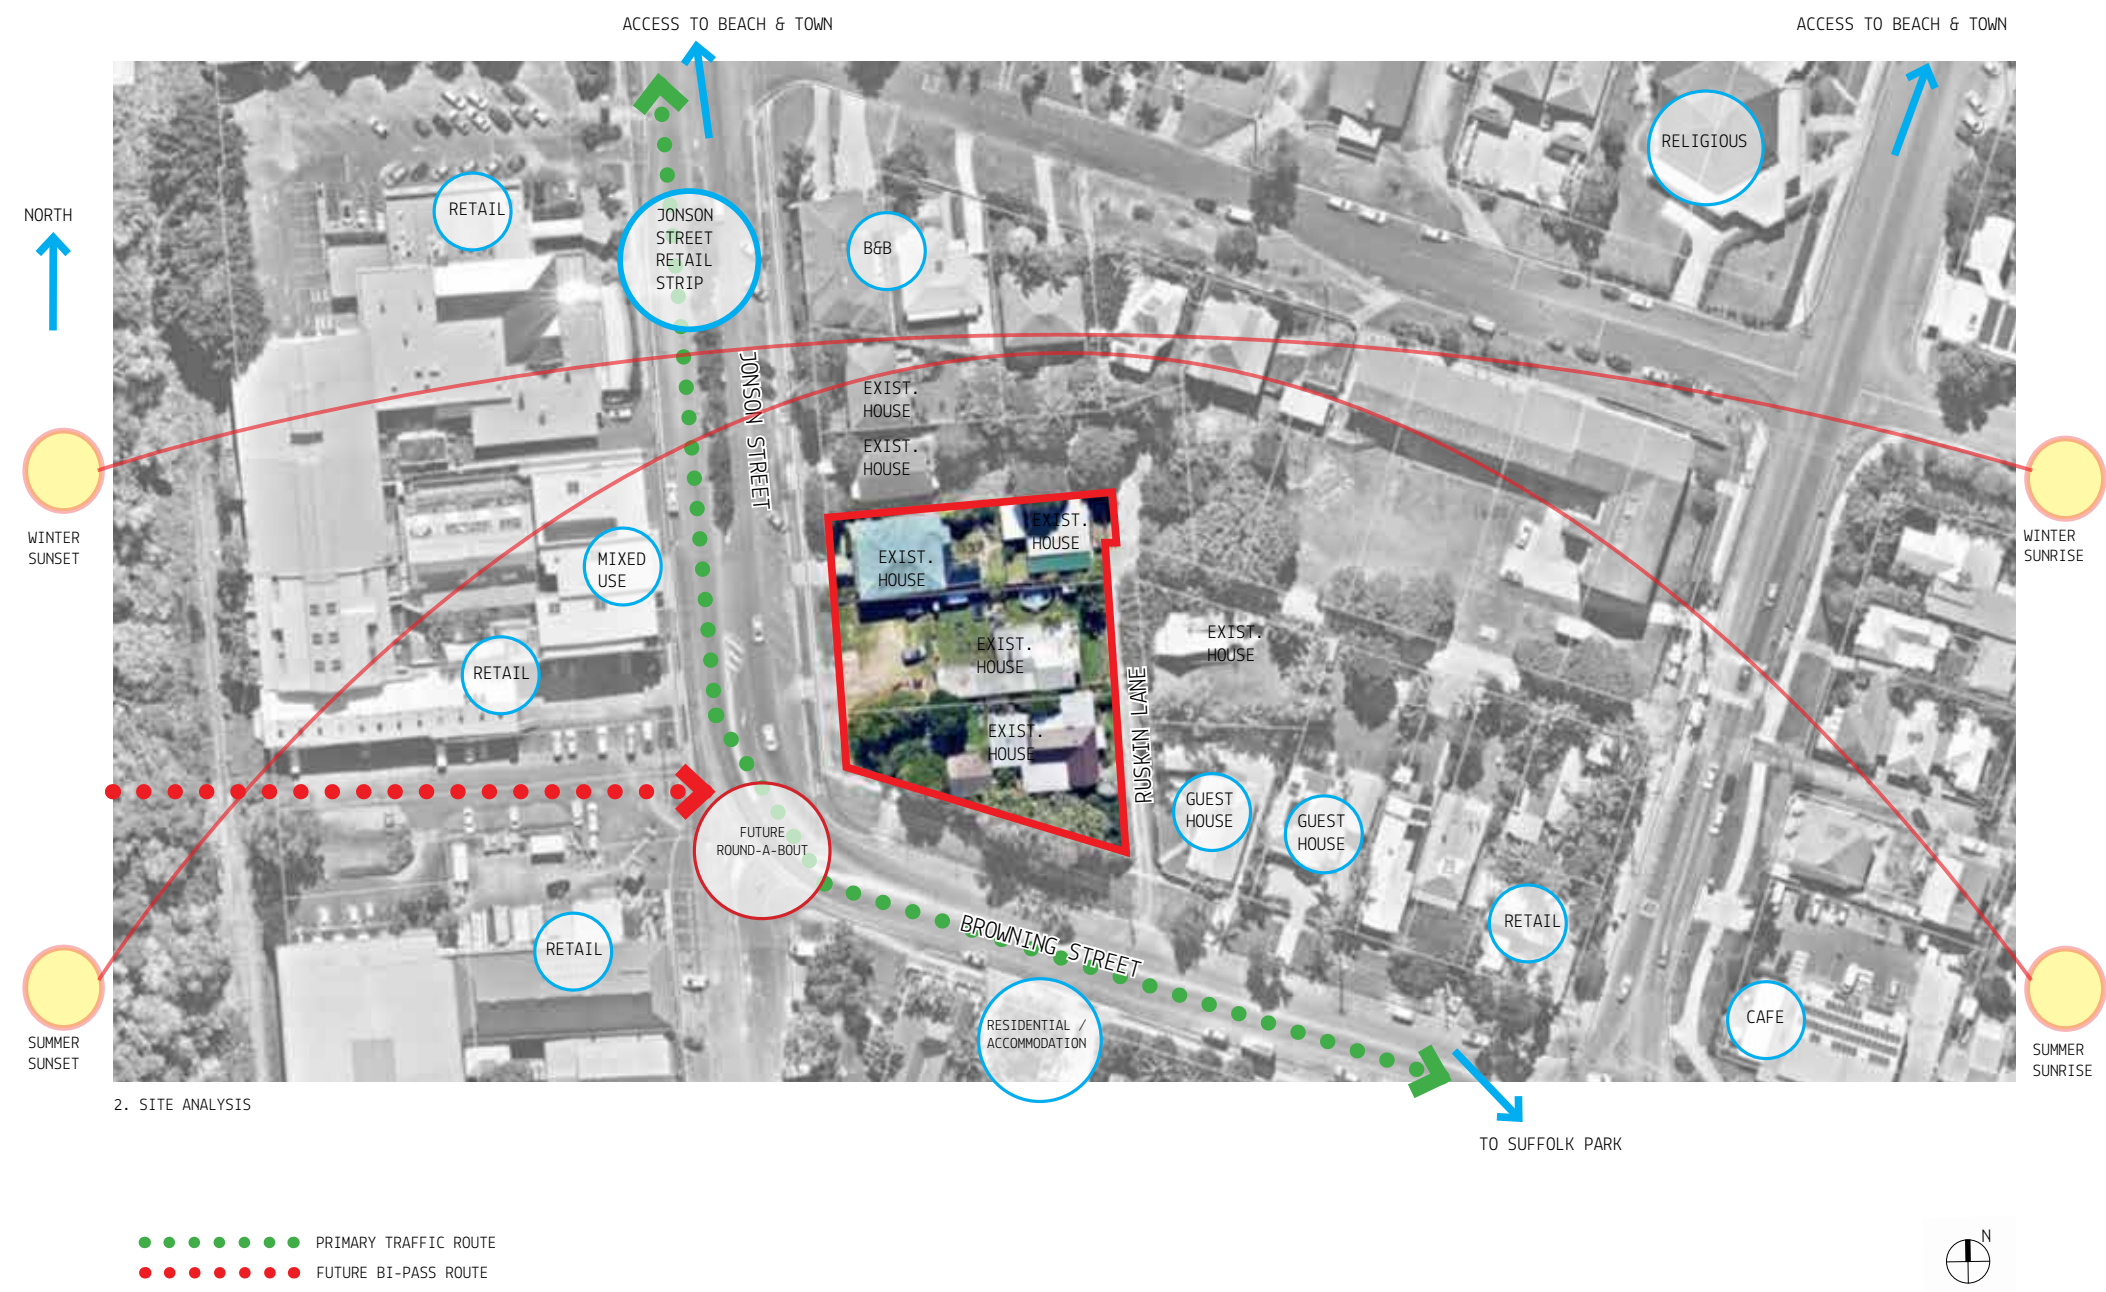 ACCESS TO BEACH & TOWN
ACCESS TO BEACH & TOWN
RELIGIOUS
NORTH
RETAIL
JONSON
STREET
RETAIL
STRIP
B&B
JONSON STREET
EXIST.
HOUSE
EXIST.
HOUSE
WINTER
SUNSET
WINTER
SUNRISE
EXIST.
HOUSE
EXIST.
HOUSE
MIXED
USE
EXIST.
HOUSE
EXIST.
HOUSE
RETAIL
EXIST.
HOUSE
RUSKIN LANE
GUEST
HOUSE
GUEST
HOUSE
FUTURE
ROUND-A-BOUT
RETAIL
BROWNING STREET
RETAIL
RESIDENTIAL /
ACCOMMODATION
CAFE
SUMMER
SUNSET
SUMMER
SUNRISE
2. SITE ANALYSIS
TO SUFFOLK PARK
PRIMARY TRAFFIC ROUTE
FUTURE BI-PASS ROUTE
N